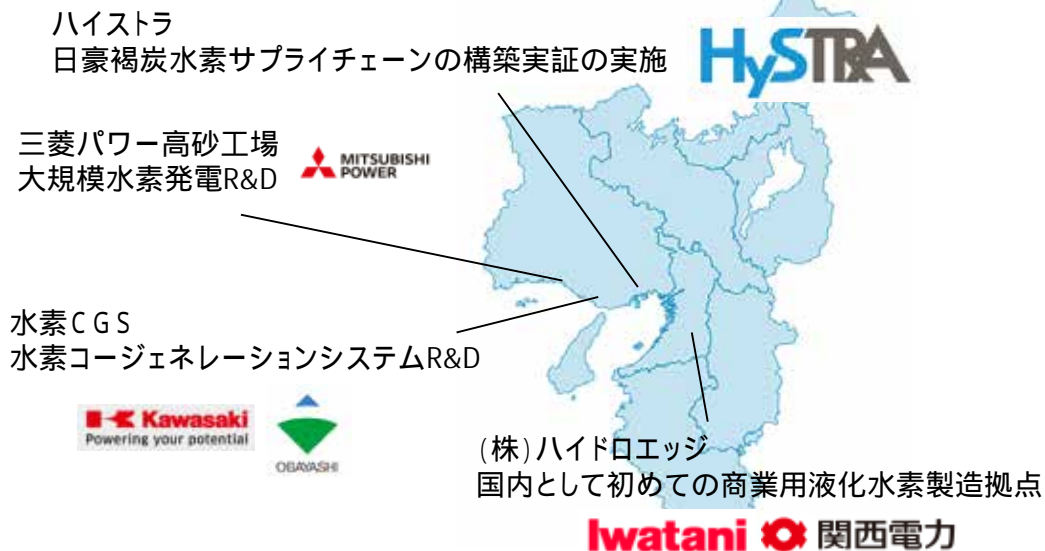 ハイストラ
日豪褐炭水素サプライチェーンの構築実証の実施
HySTRA
三菱パワー高砂工場
大規模水素発電R&D
MITSUBISHI
POWER
水素CGS
水素コージェネレーションシステムR&D
Kawasaki
Powering your potential
OBAYASHI
(株)ハイドロエッジ
国内として初めての商業用液化水素製造拠点
Iwatani 関西電力